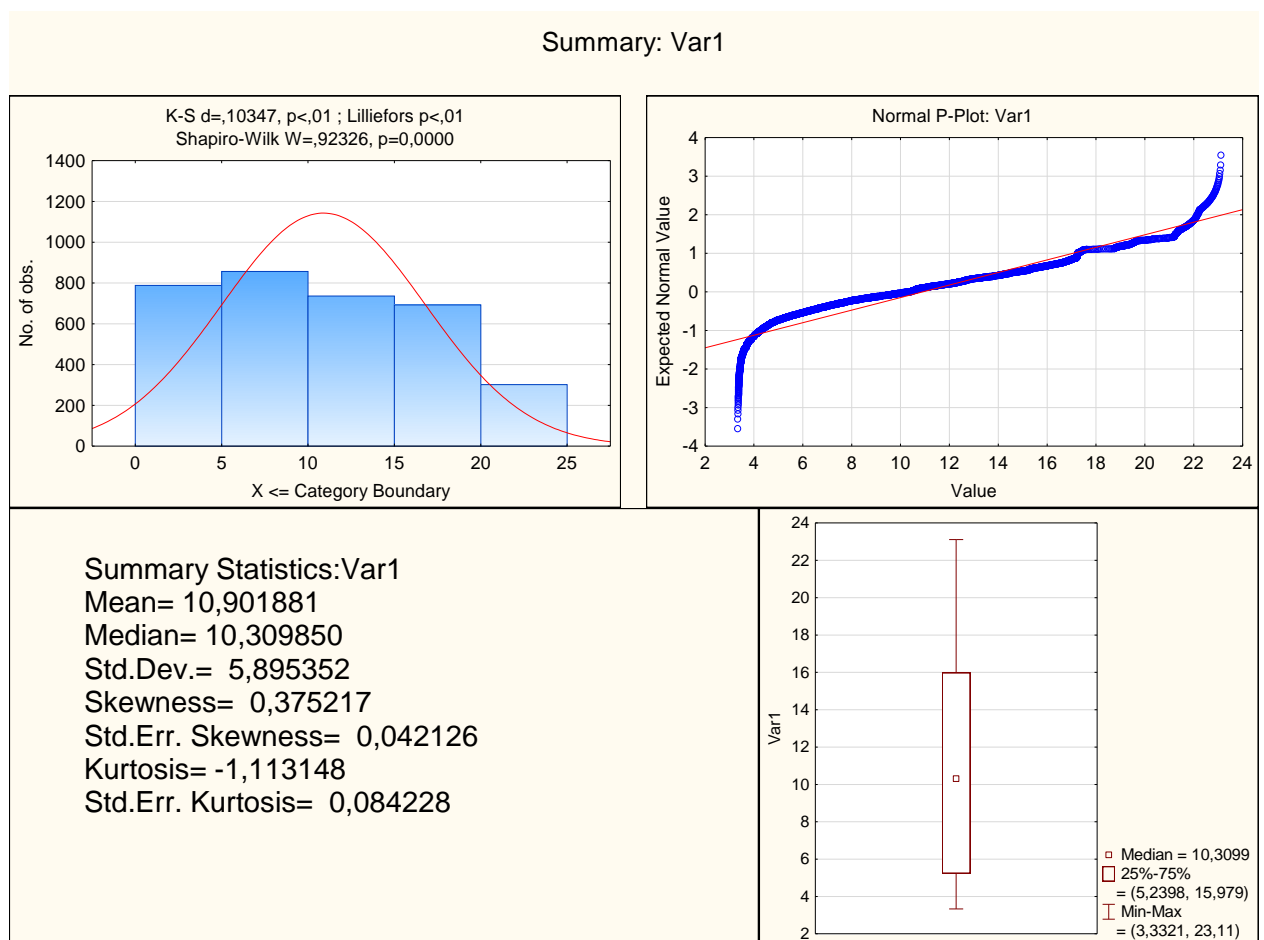 Summary: Var1
K-S d=,10347, p<,01 ; Lilliefors p<,01
Shapiro-Wilk W=,92326, p=0,0000
1400
1200
1000
800
600
400
200
0
No. of obs.
0 5 10 15 20 25
X <= Category Boundary
Normal P-Plot: Var1
4
3
2
1
0
-1
-2
-3
-4
Expected Normal Value
2 4 6 8 10 12 14 16 18 20 22 24
Value
Summary Statistics:Var1
Mean= 10,901881
Median= 10,309850
Std.Dev.= 5,895352
Skewness= 0,375217
Std.Err. Skewness= 0,042126
Kurtosis= -1,113148
Std.Err. Kurtosis= 0,084228
24
22
20
18
16
14
12
10
8
6
4
2
Var1
Median = 10,3099
25%-75%
= (5,2398, 15,979)
Min-Max
= (3,3321, 23,11)